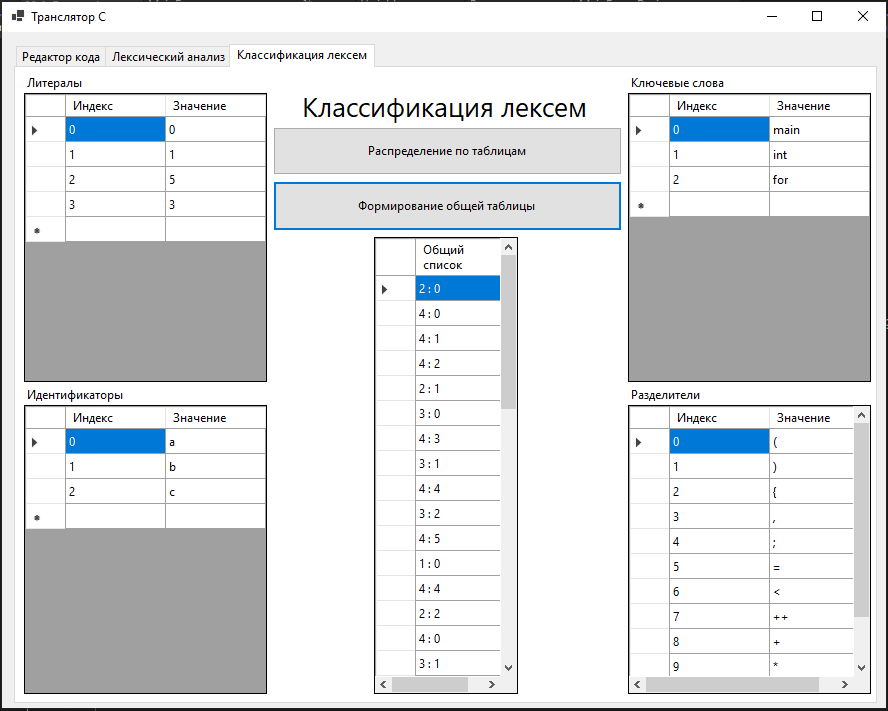 Транслятор С
Редактор кода
Лексический анализ
Классификация лексем
Литералы
Индекс Значение
0 0
1 1
2 5
3 3
Идентификаторы
Индекс Значение
0 a
1 b
2 c
Классификация лексем
Распределение по таблицам
Формирование общей таблицы
Общий
список
2 : 0
4 : 0
4 : 1
4 : 2
2 : 1
3 : 0
4 : 3
3 : 1
4 : 4
3 : 2
4 : 5
1 : 0
4 : 4
2 : 2
4 : 0
3 : 1
Ключевые слова
Индекс Значение
0 main
1 int
2 for
Разделители
Индекс Значение
0 (
1 )
2 {
3 ,
4 ;
5 =
6 <
7 ++
8 +
9 *